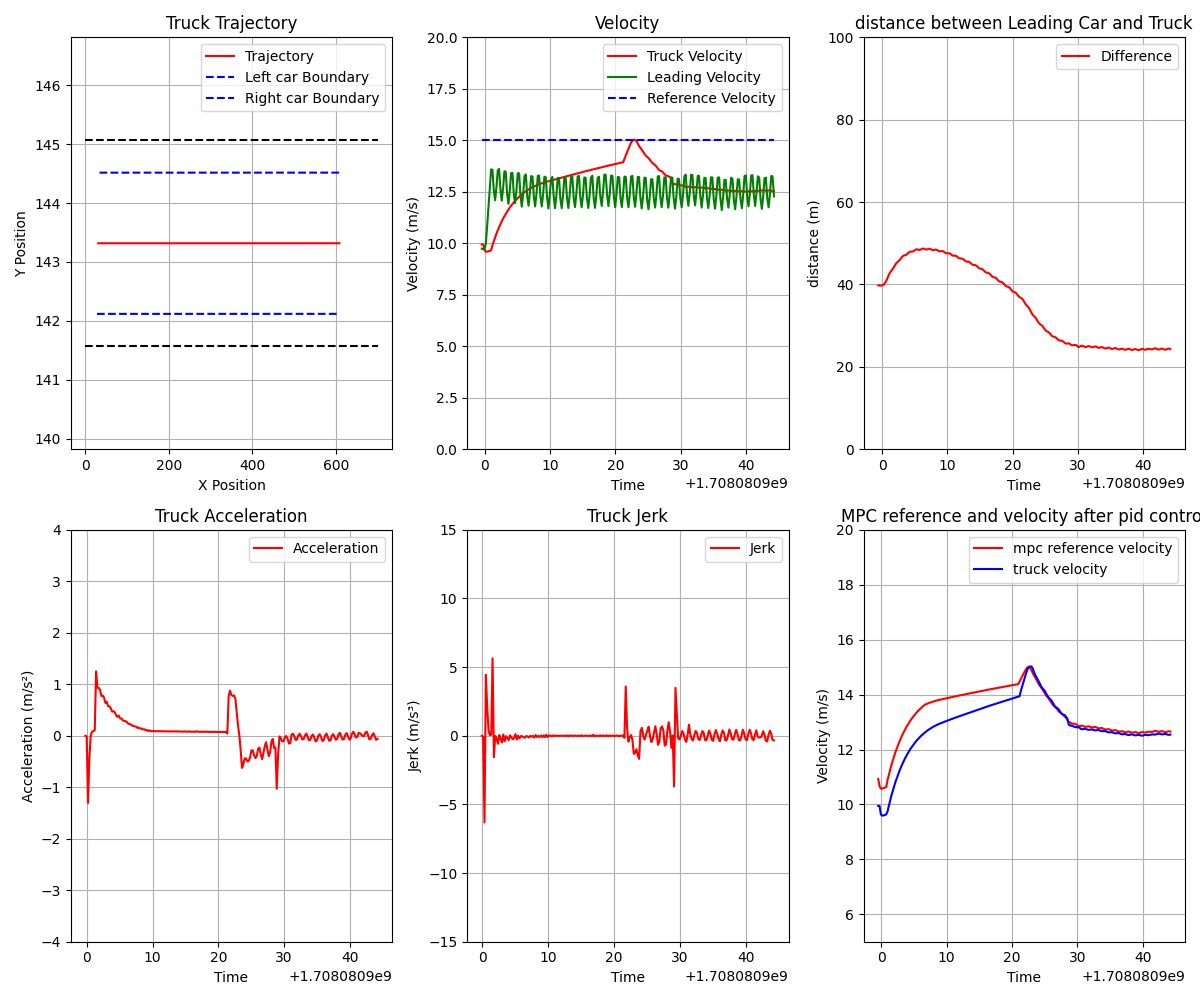 Truck Trajectory
Trajectory
Left car Boundary
Right car Boundary
146
145
144
143
142
141
140
Y Position
0 200 400 600
X Position
Velocity
Truck Velocity
Leading Velocity
Reference Velocity
20.0
17.5
15.0
12.5
10.0
7.5
5.0
2.5
0.0
Velocity (m/s)
0 10 20 30 40
Time +1.7080809e9
distance between Leading Car and Truck
Difference
100
80
60
40
20
0
distance (m)
0 10 20 30 40
Time +1.7080809e9
Truck Acceleration
Acceleration
4
3
2
1
0
−1
−2
−3
−4
Acceleration (m/s²)
0 10 20 30 40
Time +1.7080809e9
Truck Jerk
Jerk
15
10
5
0
−5
−10
−15
Jerk (m/s³)
0 10 20 30 40
Time +1.7080809e9
MPC reference and velocity after pid contro
mpc reference velocity
truck velocity
20
18
16
14
12
10
8
6
Velocity (m/s)
0 10 20 30 40
Time +1.7080809e9